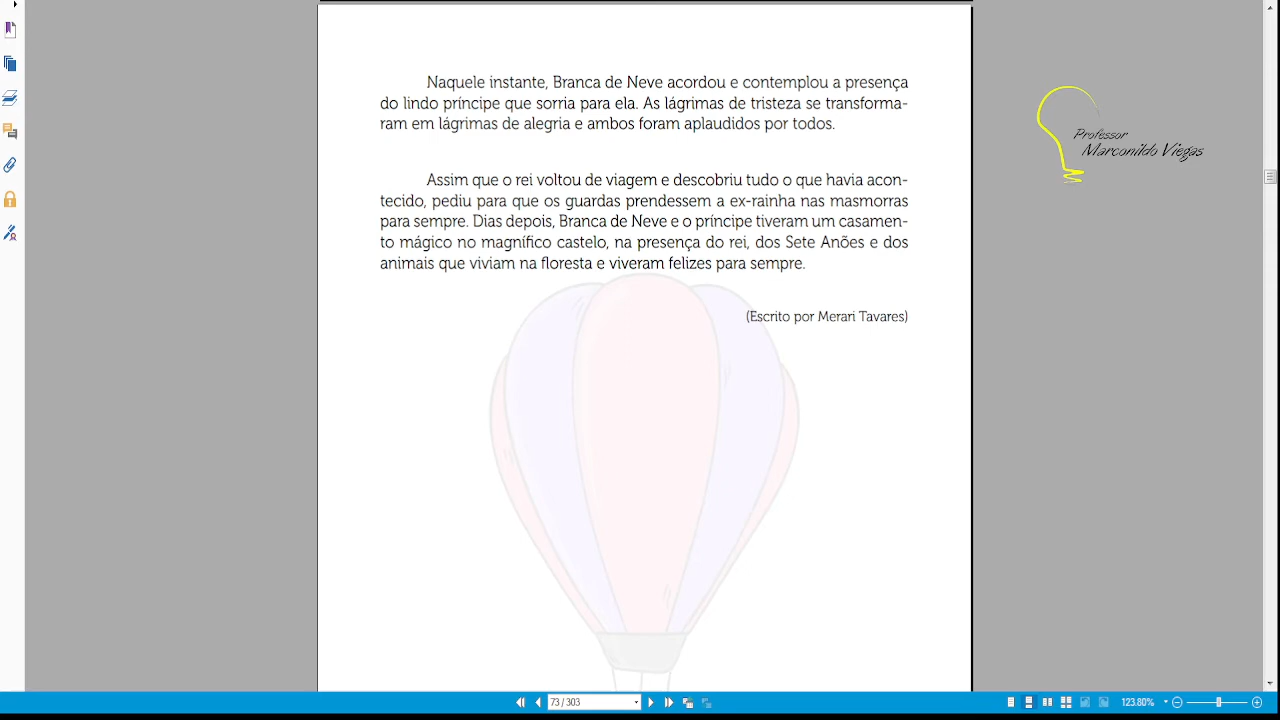 Naquele instante, Branca de Neve acordou e contemplou a presença
do lindo príncipe que sorria para ela. As lágrimas de tristeza se transforma-
ram em lágrimas de alegria e ambos foram aplaudidos por todos.
Assim que o rei voltou de viagem e descobriu tudo o que havia acon-
tecido, pediu para que os guardas prendessem a ex-rainha nas masmorras
para sempre. Dias depois, Branca de Neve e o príncipe tiveram um casamen-
to mágico no magnífico castelo, na presença do rei, dos Sete Anões e dos
animais que viviam na floresta e viveram felizes para sempre.
(Escrito por Merari Tavares)
Professor
Marconildo Viegas
73 / 303
123.80%